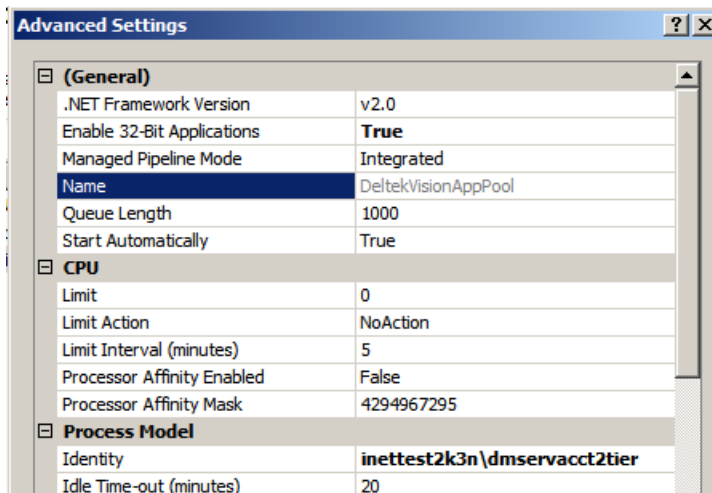 Advanced Settings ? X
(General)
.NET Framework Version v2.0
Enable 32-Bit Applications True
Managed Pipeline Mode Integrated
Name DeltekVisionAppPool
Queue Length 1000
Start Automatically True
CPU
Limit 0
Limit Action NoAction
Limit Interval (minutes) 5
Processor Affinity Enabled False
Processor Affinity Mask 4294967295
Process Model
Identity inettest2k3n\dmservacct2tier
Idle Time-out (minutes) 20